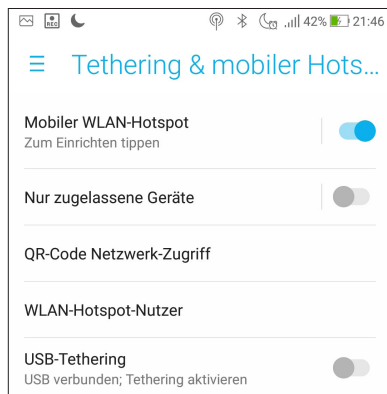 REC
42% 21:46
Tethering & mobiler Hots...
Mobiler WLAN-Hotspot
Zum Einrichten tippen
Nur zugelassene Geräte
QR-Code Netzwerk-Zugriff
WLAN-Hotspot-Nutzer
USB-Tethering
USB verbunden; Tethering aktivieren